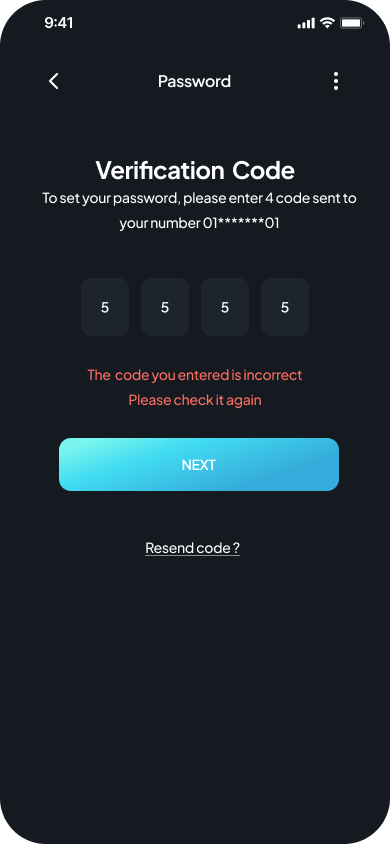 9:41
Password
Verification Code
To set your password, please enter 4 code sent to
your number 01*******01
5 5 5 5
The code you entered is incorrect
Please check it again
NEXT
Resend code ?